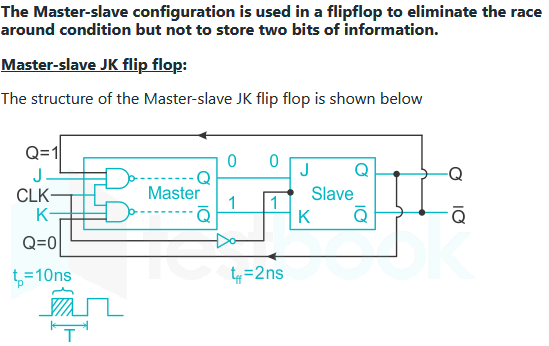 The Master-slave configuration is used in a flipflop to eliminate the race
around condition but not to store two bits of information.
Master-slave JK flip flop:
The structure of the Master-slave JK flip flop is shown below
Q=1
J
CLK
K
Q=0
Master
Q
Q̅
0
1
0
1
J
K
Slave
Q
Q̅
Q
Q̅
tp=10ns
tff=2ns
T